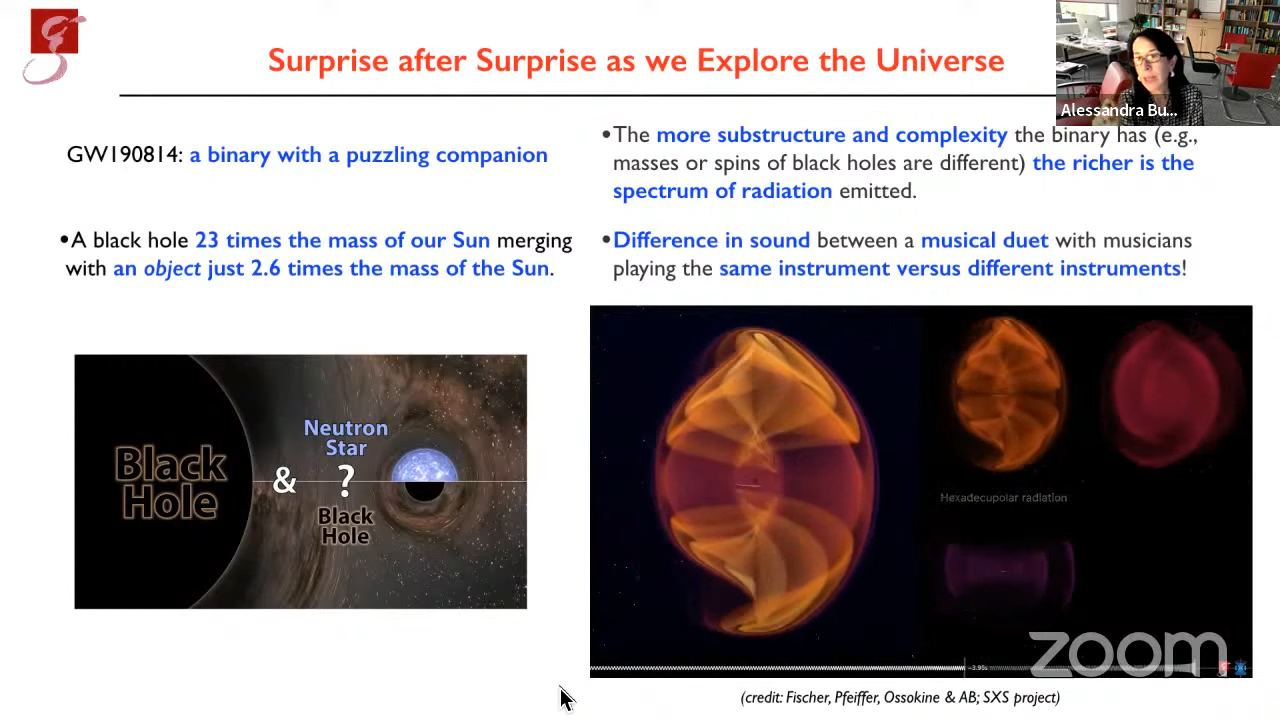 Surprise after Surprise as we Explore the Universe
Alessandra Bu...
GW190814: a binary with a puzzling companion
•A black hole 23 times the mass of our Sun merging
with an object just 2.6 times the mass of the Sun.
•The more substructure and complexity the binary has (e.g.,
masses or spins of black holes are different) the richer is the
spectrum of radiation emitted.
•Difference in sound between a musical duet with musicians
playing the same instrument versus different instruments!
Black
Hole
&
Neutron
Star
?
Black
Hole
Hexadecupolar radiation
-3.95s
zoom
(credit: Fischer, Pfeiffer, Ossokine & AB; SXS project)